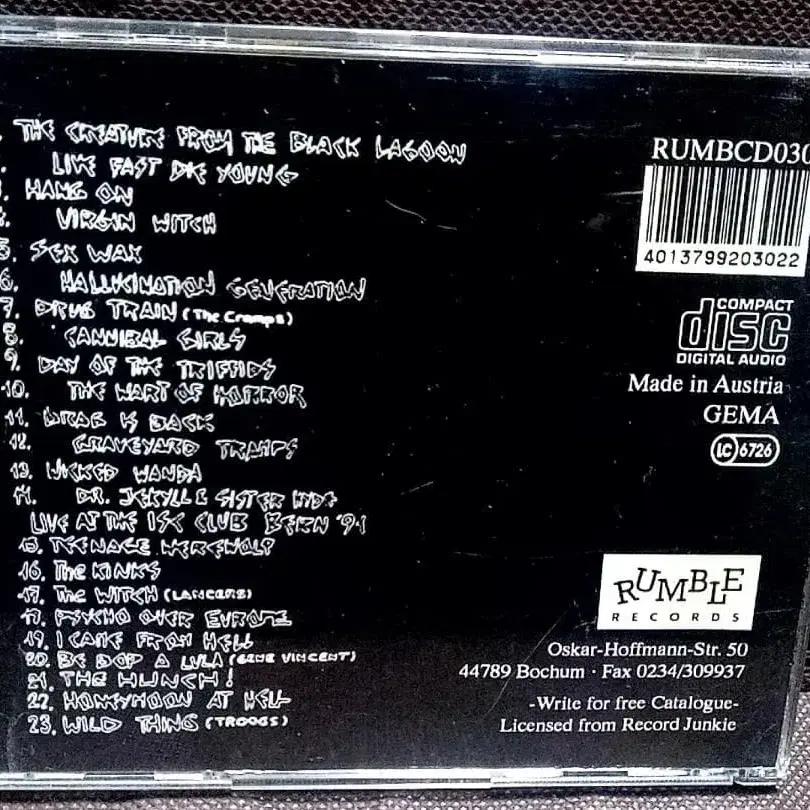 THE CREATURE FROM THE BLACK LAGOON
LIVE FAST DIE YOUNG
HANG ON
VIRGIN WITCH
5. SEX WAX
6. HALLUCINATION GENERATION
7. DRUG TRAIN (The Cramps)
8. CANNIBAL GIRLS
9. DAY OF THE TRIFFIDS
10. THE WART OF HORROR
11. IS BACK
12. GRAVEYARD TRAMPS
13. WICKED WANDA
14. DR. JEKYLL & SISTER HYDE
LIVE AT THE ISC CLUB BERN '91
15. TEENAGE WEREWOLF
16. The KINKS
17. The WITCH (LANCERS)
PSYCHO OVER EUROPE
19. I CAME FROM HELL
20. BE BOP A LULA (GENE VINCENT)
21. THE HUNCH!
22. HONEYMOON AT HELL
23. WILD THING (TROGGS)
RUMBCD030
4013799203022
COMPACT
disc
DIGITAL AUDIO
Made in Austria
GEMA
LC 6726
RUMBLE
RECORDS
Oskar-Hoffmann-Str. 50
44789 Bochum · Fax 0234/309937
-Write for free Catalogue-
Licensed from Record Junkie